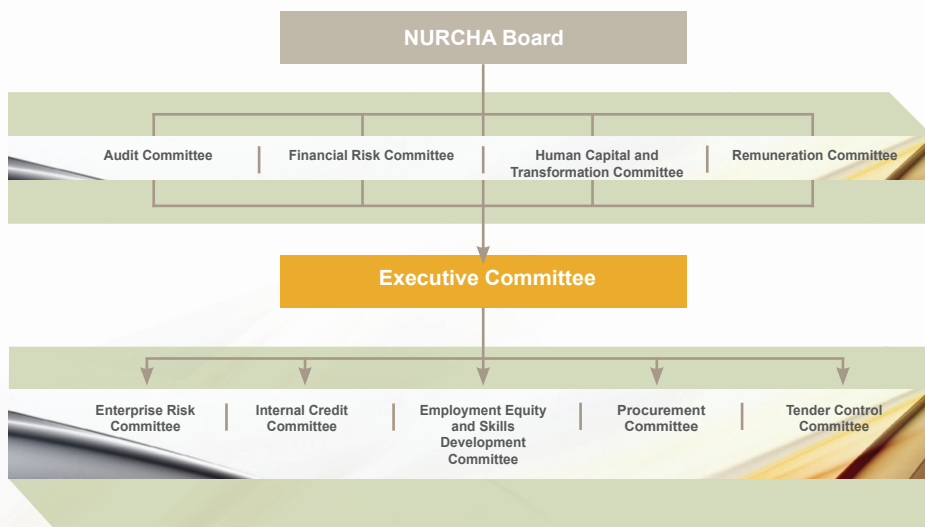 NURCHA Board
Audit Committee
Financial Risk Committee
Human Capital and
Transformation Committee
Remuneration Committee
Executive Committee
Enterprise Risk
Committee
Internal Credit
Committee
Employment Equity
and Skills
Development
Committee
Procurement
Committee
Tender Control
Committee